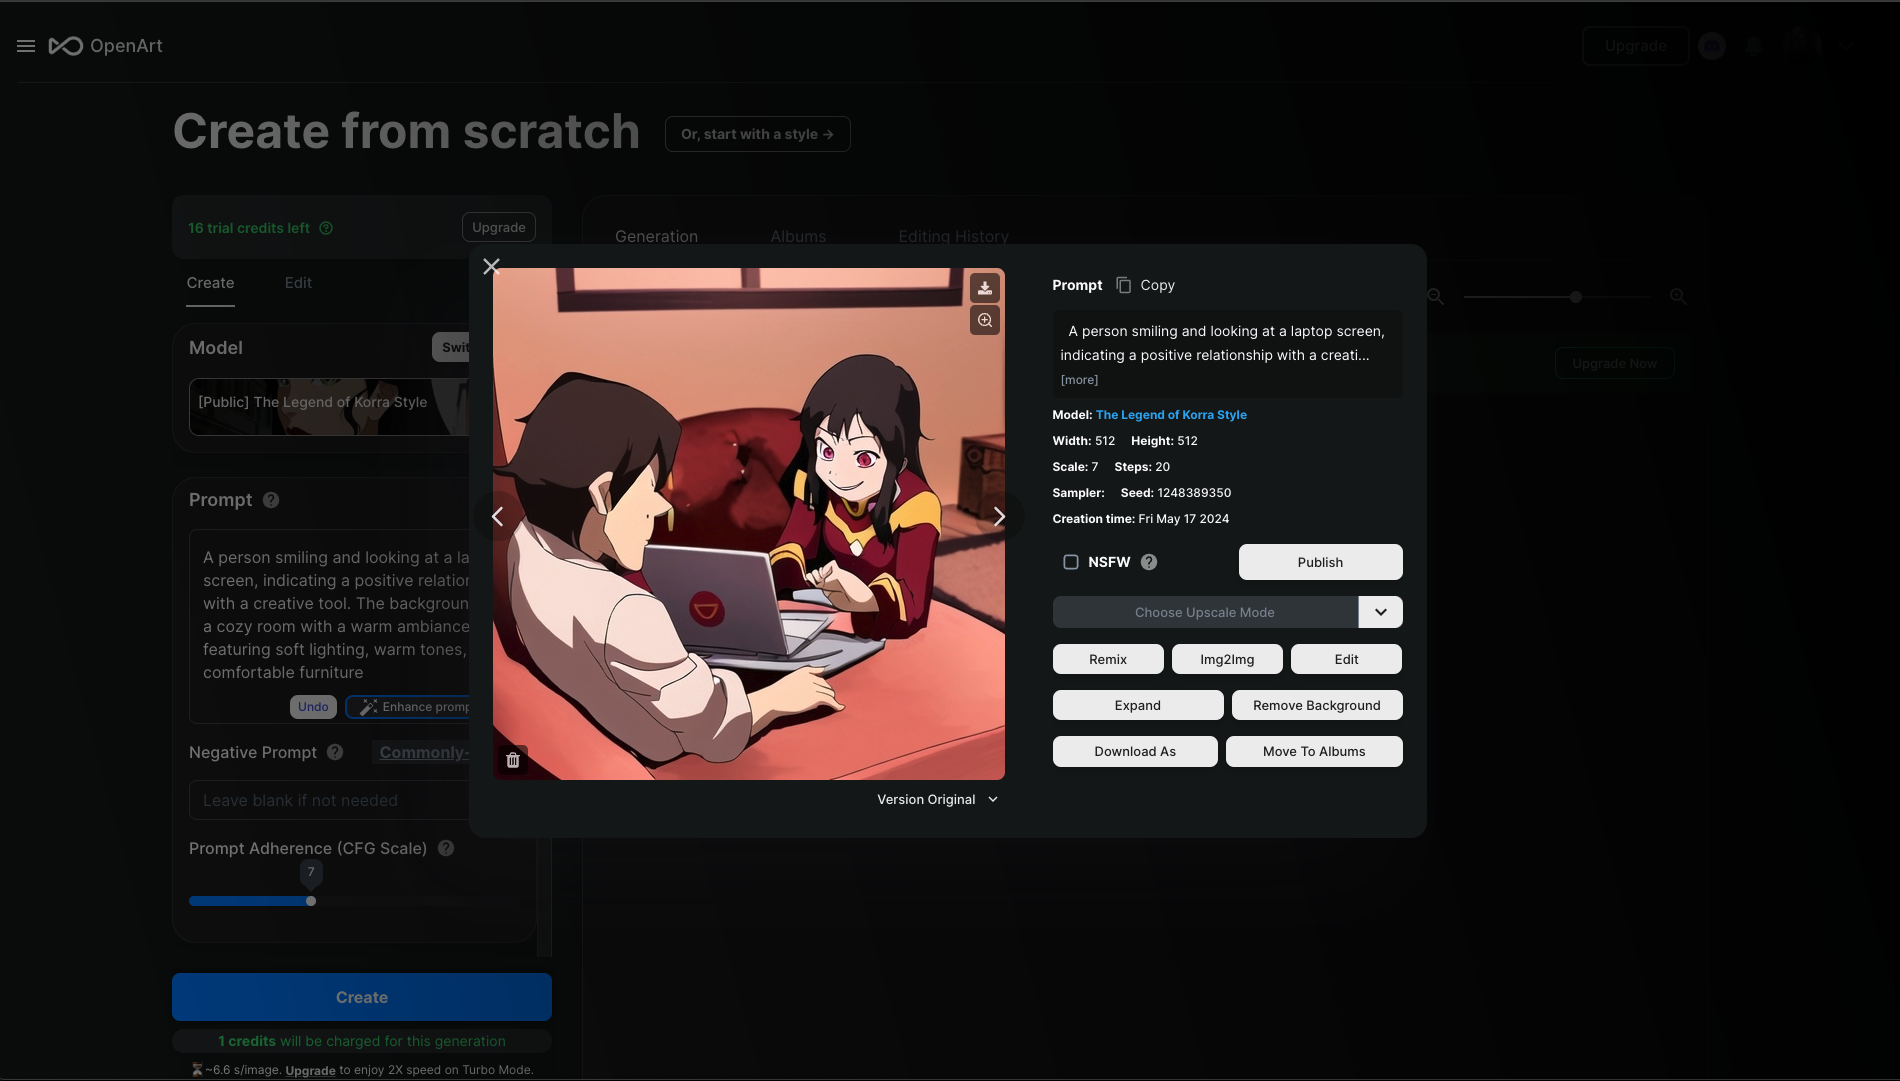 OpenArt
Upgrade
Create from scratch
Or, start with a style →
16 trial credits left
Upgrade
Create
Edit
Model
Swit
[Public] The Legend of Korra Style
Prompt
A person smiling and looking at a la
screen, indicating a positive relation
with a creative tool. The backgroun
a cozy room with a warm ambiance
featuring soft lighting, warm tones,
comfortable furniture
Undo
Enhance promp
Negative Prompt
Commonly-
Leave blank if not needed
Prompt Adherence (CFG Scale)
7
Create
1 credits will be charged for this generation
~6.6 s/image. Upgrade to enjoy 2X speed on Turbo Mode.
Generation
Albums
Editing History
Upgrade Now
Version Original
Prompt
Copy
A person smiling and looking at a laptop screen,
indicating a positive relationship with a creati...
[more]
Model: The Legend of Korra Style
Width: 512 Height: 512
Scale: 7 Steps: 20
Sampler: Seed: 1248389350
Creation time: Fri May 17 2024
NSFW
Publish
Choose Upscale Mode
Remix
Img2Img
Edit
Expand
Remove Background
Download As
Move To Albums